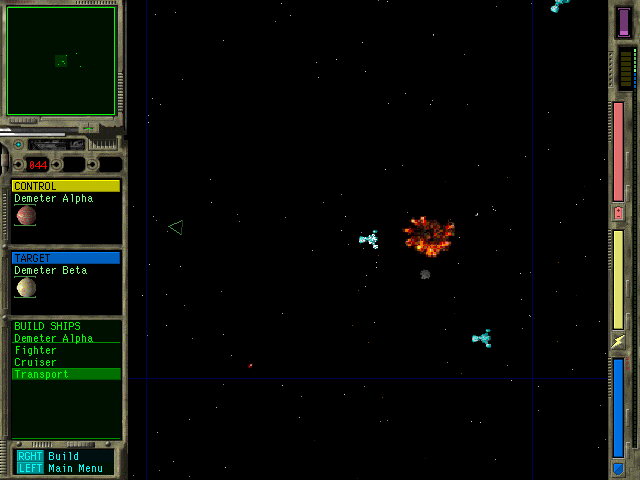 044
CONTROL
Demeter Alpha
TARGET
Demeter Beta
BUILD SHIPS
Demeter Alpha
Fighter
Cruiser
Transport
RGHT Build
LEFT Main Menu